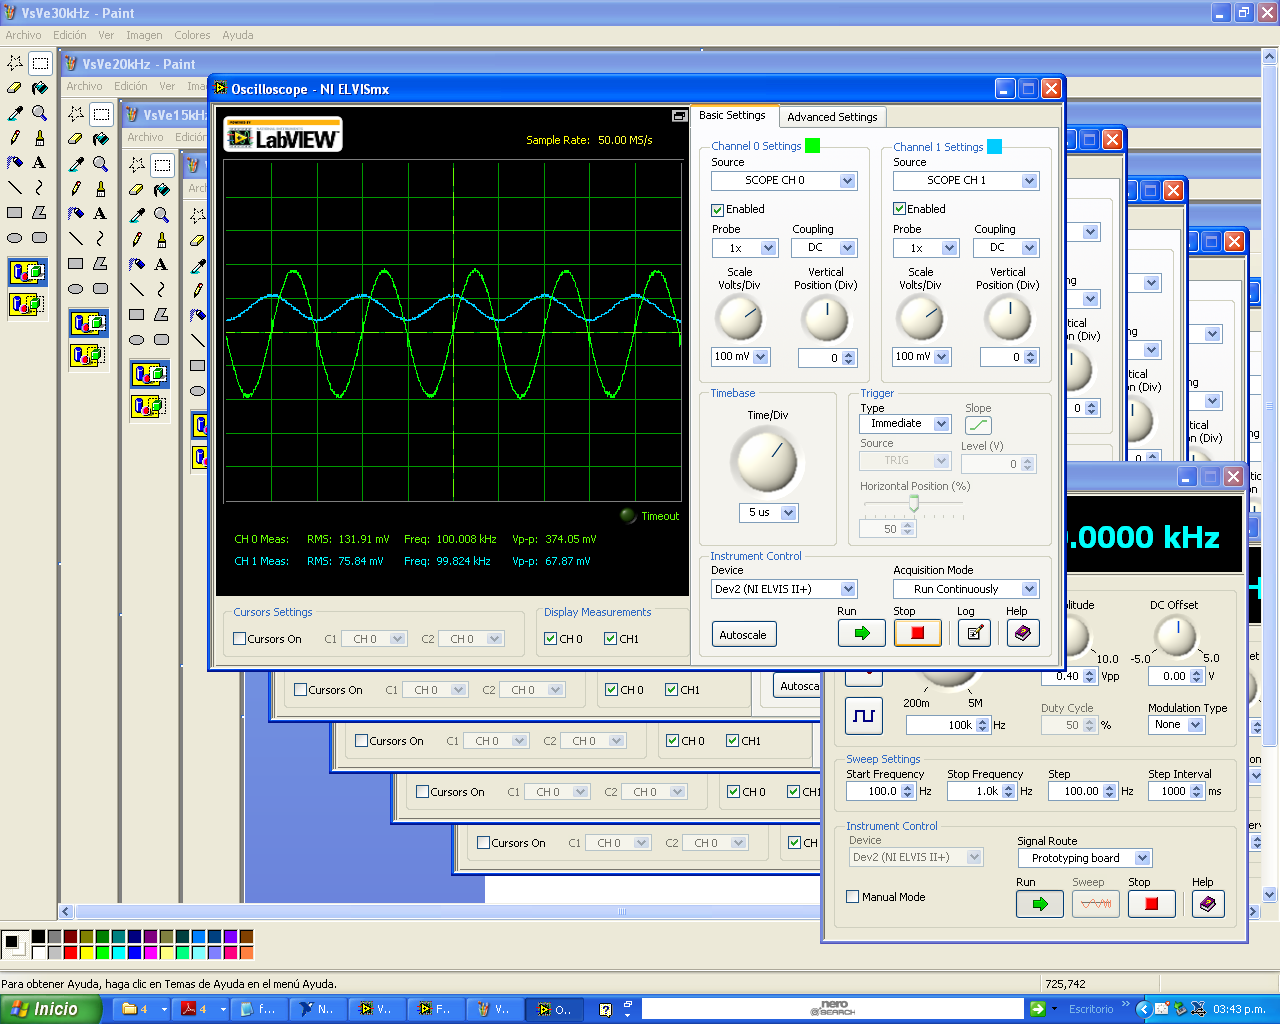 VsVe30kHz - Paint
Archivo Edición Ver Imagen Colores Ayuda
VsVe20kHz - Paint
Archivo Edición Ver
VsVe15kHz
Archivo
Oscilloscope - NI ELVISmx
LabVIEW
Sample Rate: 50.00 MS/s
Basic Settings Advanced Settings
Channel 0 Settings Channel 1 Settings
Source Source
SCOPE CH 0 SCOPE CH 1
Enabled Enabled
Probe Coupling Probe Coupling
1x DC 1x DC
Scale Vertical Scale Vertical
Volts/Div Position (Div) Volts/Div Position (Div)
100 mV 0 100 mV 0
Timebase Trigger
Time/Div Type Slope
Immediate
Source Level (V)
TRIG 0
Horizontal Position (%)
5 us 50
Timeout
CH 0 Meas: RMS: 131.91 mV Freq: 100.008 kHz Vp-p: 374.05 mV
CH 1 Meas: RMS: 75.84 mV Freq: 99.824 kHz Vp-p: 67.87 mV
Instrument Control
Device Acquisition Mode
Dev2 (NI ELVIS II+) Run Continuously
Run Stop Log Help
Autoscale
Cursors Settings Display Measurements
Cursors On C1 CH 0 C2 CH 0 CH 0 CH1
Cursors On C1 CH 0 C2 CH 0 CH 0 CH1
Cursors On C1 CH 0 C2 CH 0 CH 0 CH1
Cursors On C1 CH 0 C2 CH 0 CH 0
Cursors On C1 CH 0 C2 CH 0 CH
.0000 kHz
DC Offset
10.0 -5.0 5.0
0.40 Vpp 0.00 V
200m 5M Duty Cycle Modulation Type
100k Hz 50 % None
Sweep Settings
Start Frequency Stop Frequency Step Step Interval
100.0 Hz 1.0k Hz 100.00 Hz 1000 ms
Instrument Control
Device Signal Route
Dev2 (NI ELVIS II+) Prototyping board
Run Sweep Stop Help
Manual Mode
Para obtener Ayuda, haga clic en Temas de Ayuda en el menú Ayuda. 725,742
Inicio 4 4 f... N... V... F... V... O... nero SEARCH Escritorio 03:43 p.m.